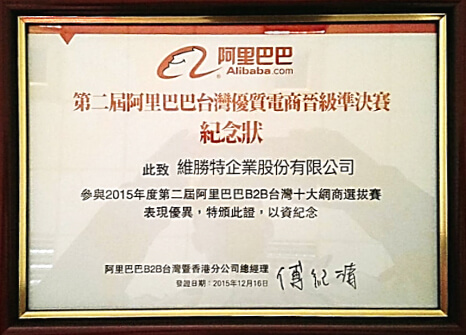 阿里巴巴
Alibaba.com
第二屆阿里巴巴台灣優質電商晉級準決賽
紀念狀
此致 維勝特企業股份有限公司
參與2015年度第二屆阿里巴巴B2B台灣十大網商選拔賽
表現優異，特頒此證，以資紀念
阿里巴巴B2B台灣暨香港分公司總經理
發證日期：2015年12月16日